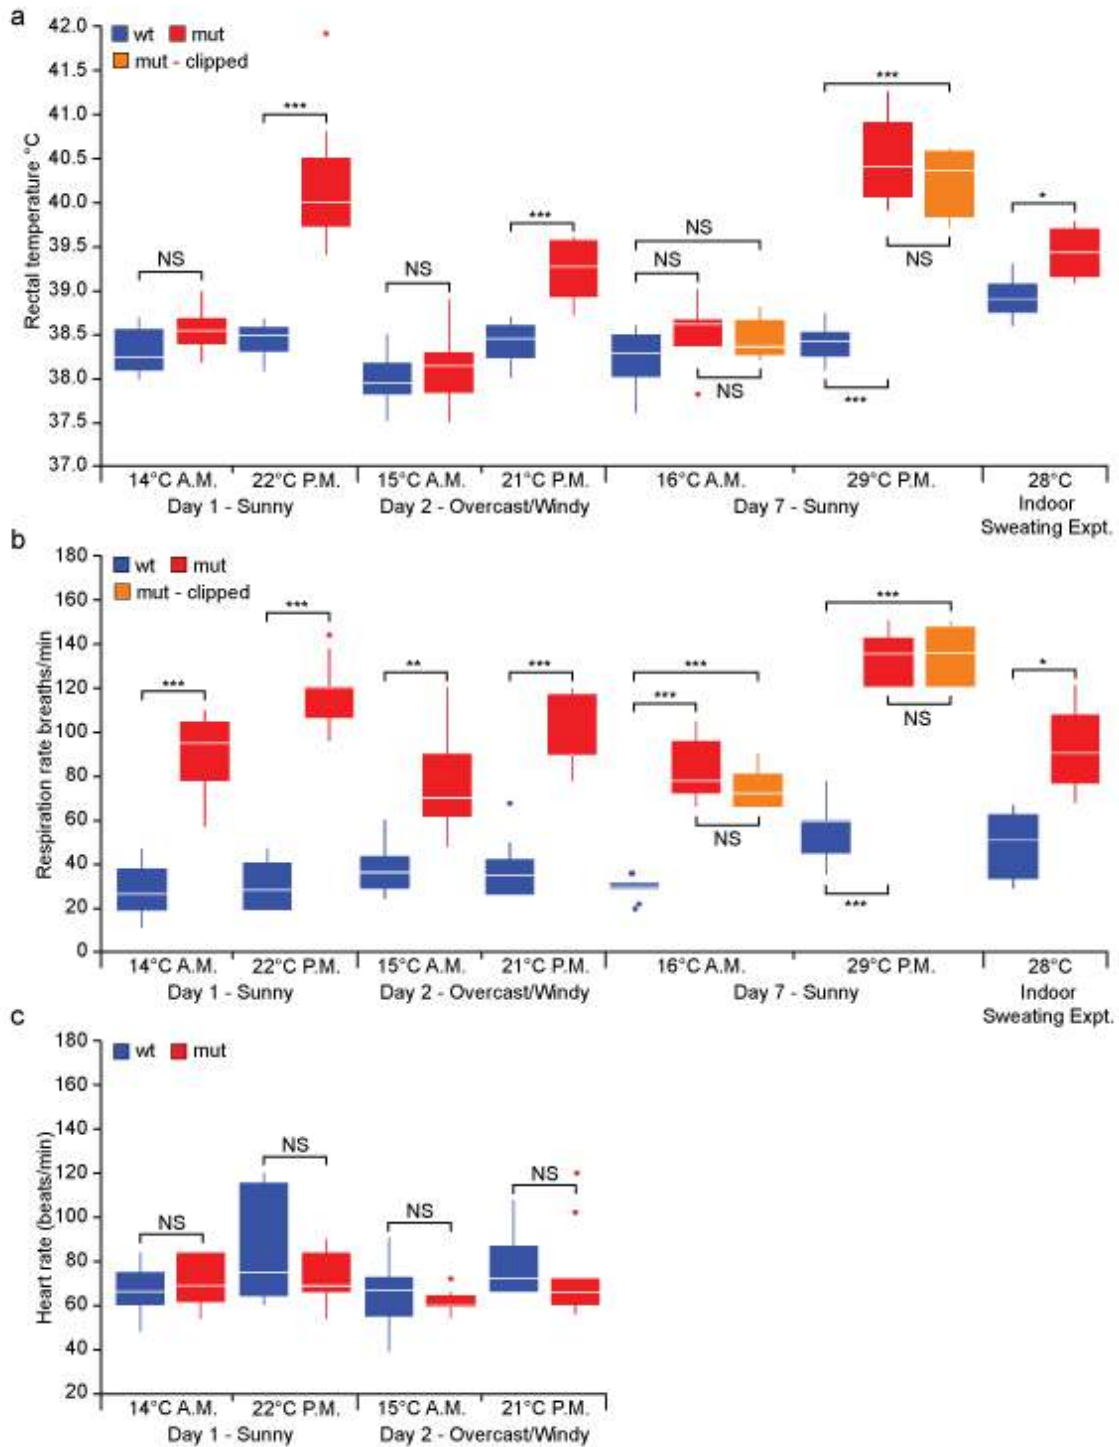 a
42.0
wt mut
mut - clipped
41.5
41.0
40.5
40.0
39.5
39.0
38.5
38.0
37.5
37.0
Rectal temperature °C
NS
***
NS
***
NS
NS
NS
***
***
NS
*
14°C A.M. 22°C P.M. 15°C A.M. 21°C P.M. 16°C A.M. 29°C P.M. 28°C
Day 1 - Sunny Day 2 - Overcast/Windy Day 7 - Sunny Indoor
Sweating Expt.
b
180
wt mut
mut - clipped
160
140
120
100
80
60
40
20
0
Respiration rate breaths/min
***
***
**
***
***
***
NS
***
***
NS
*
14°C A.M. 22°C P.M. 15°C A.M. 21°C P.M. 16°C A.M. 29°C P.M. 28°C
Day 1 - Sunny Day 2 - Overcast/Windy Day 7 - Sunny Indoor
Sweating Expt.
c
180
wt mut
160
140
120
100
80
60
40
20
Heart rate (beats/min)
NS
NS
NS
NS
14°C A.M. 22°C P.M. 15°C A.M. 21°C P.M.
Day 1 - Sunny Day 2 - Overcast/Windy